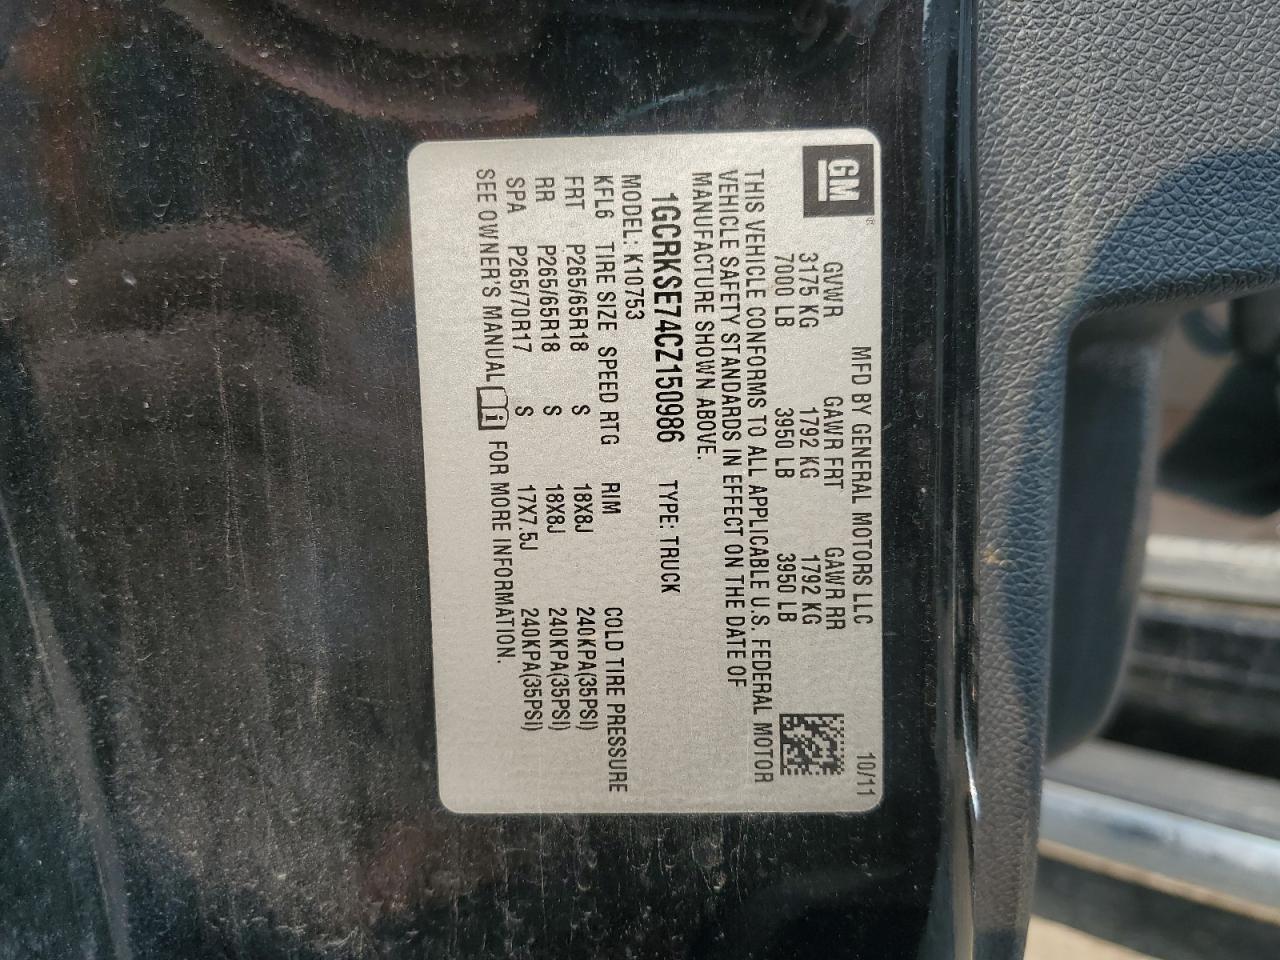 GM ®
MFD BY GENERAL MOTORS LLC 10/11
GVWR GAWR FRT GAWR RR
3175 KG 1792 KG 1792 KG
7000 LB 3950 LB 3950 LB
THIS VEHICLE CONFORMS TO ALL APPLICABLE U.S. FEDERAL MOTOR
VEHICLE SAFETY STANDARDS IN EFFECT ON THE DATE OF
MANUFACTURE SHOWN ABOVE.
1GCRKSE74CZ150986 TYPE: TRUCK
MODEL: K10753
KFL6 TIRE SIZE SPEED RTG RIM COLD TIRE PRESSURE
FRT P265/65R18 S 18X8J 240KPA(35PSI)
RR P265/65R18 S 18X8J 240KPA(35PSI)
SPA P265/70R17 S 17X7.5J 240KPA(35PSI)
SEE OWNER'S MANUAL i FOR MORE INFORMATION.